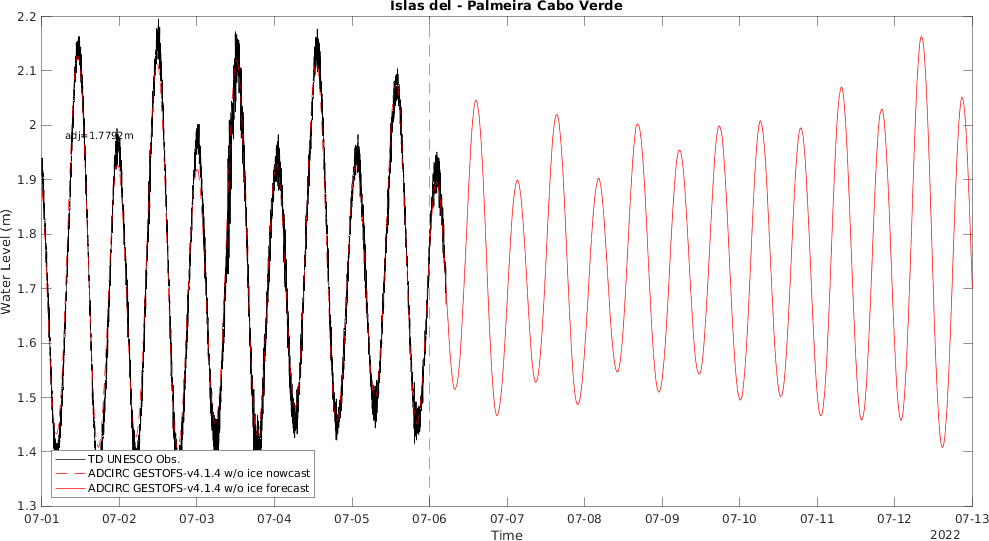 Islas del - Palmeira Cabo Verde
2.2
2.1
2
1.9
1.8
1.7
1.6
1.5
1.4
1.3
Water Level (m)
adj=1.7792m
TD UNESCO Obs.
ADCIRC GESTOFS-v4.1.4 w/o ice nowcast
ADCIRC GESTOFS-v4.1.4 w/o ice forecast
07-01 07-02 07-03 07-04 07-05 07-06 07-07 07-08 07-09 07-10 07-11 07-12 07-13
Time
2022